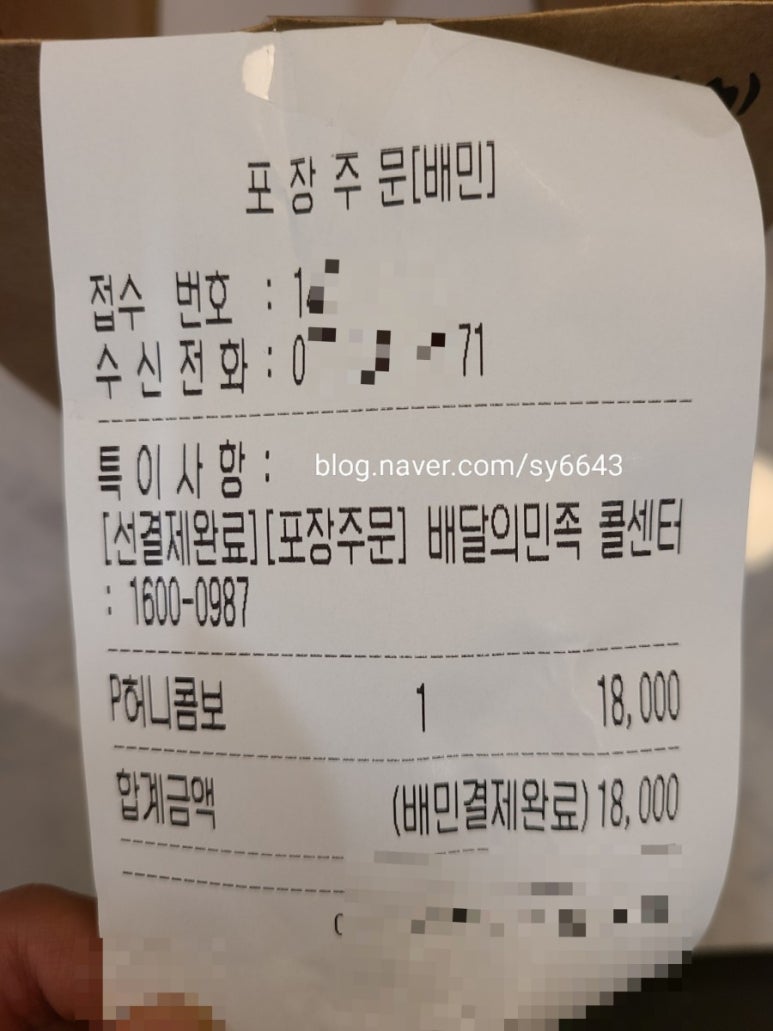 포장주문[배민]
접수 번호 : 1
수신전화 : 0 71
특이사항 :
blog.naver.com/sy6643
[선결제완료][포장주문] 배달의민족 콜센터
: 1600-0987
P허니콤보 1 18,000
합계금액 (배민결제완료) 18,000